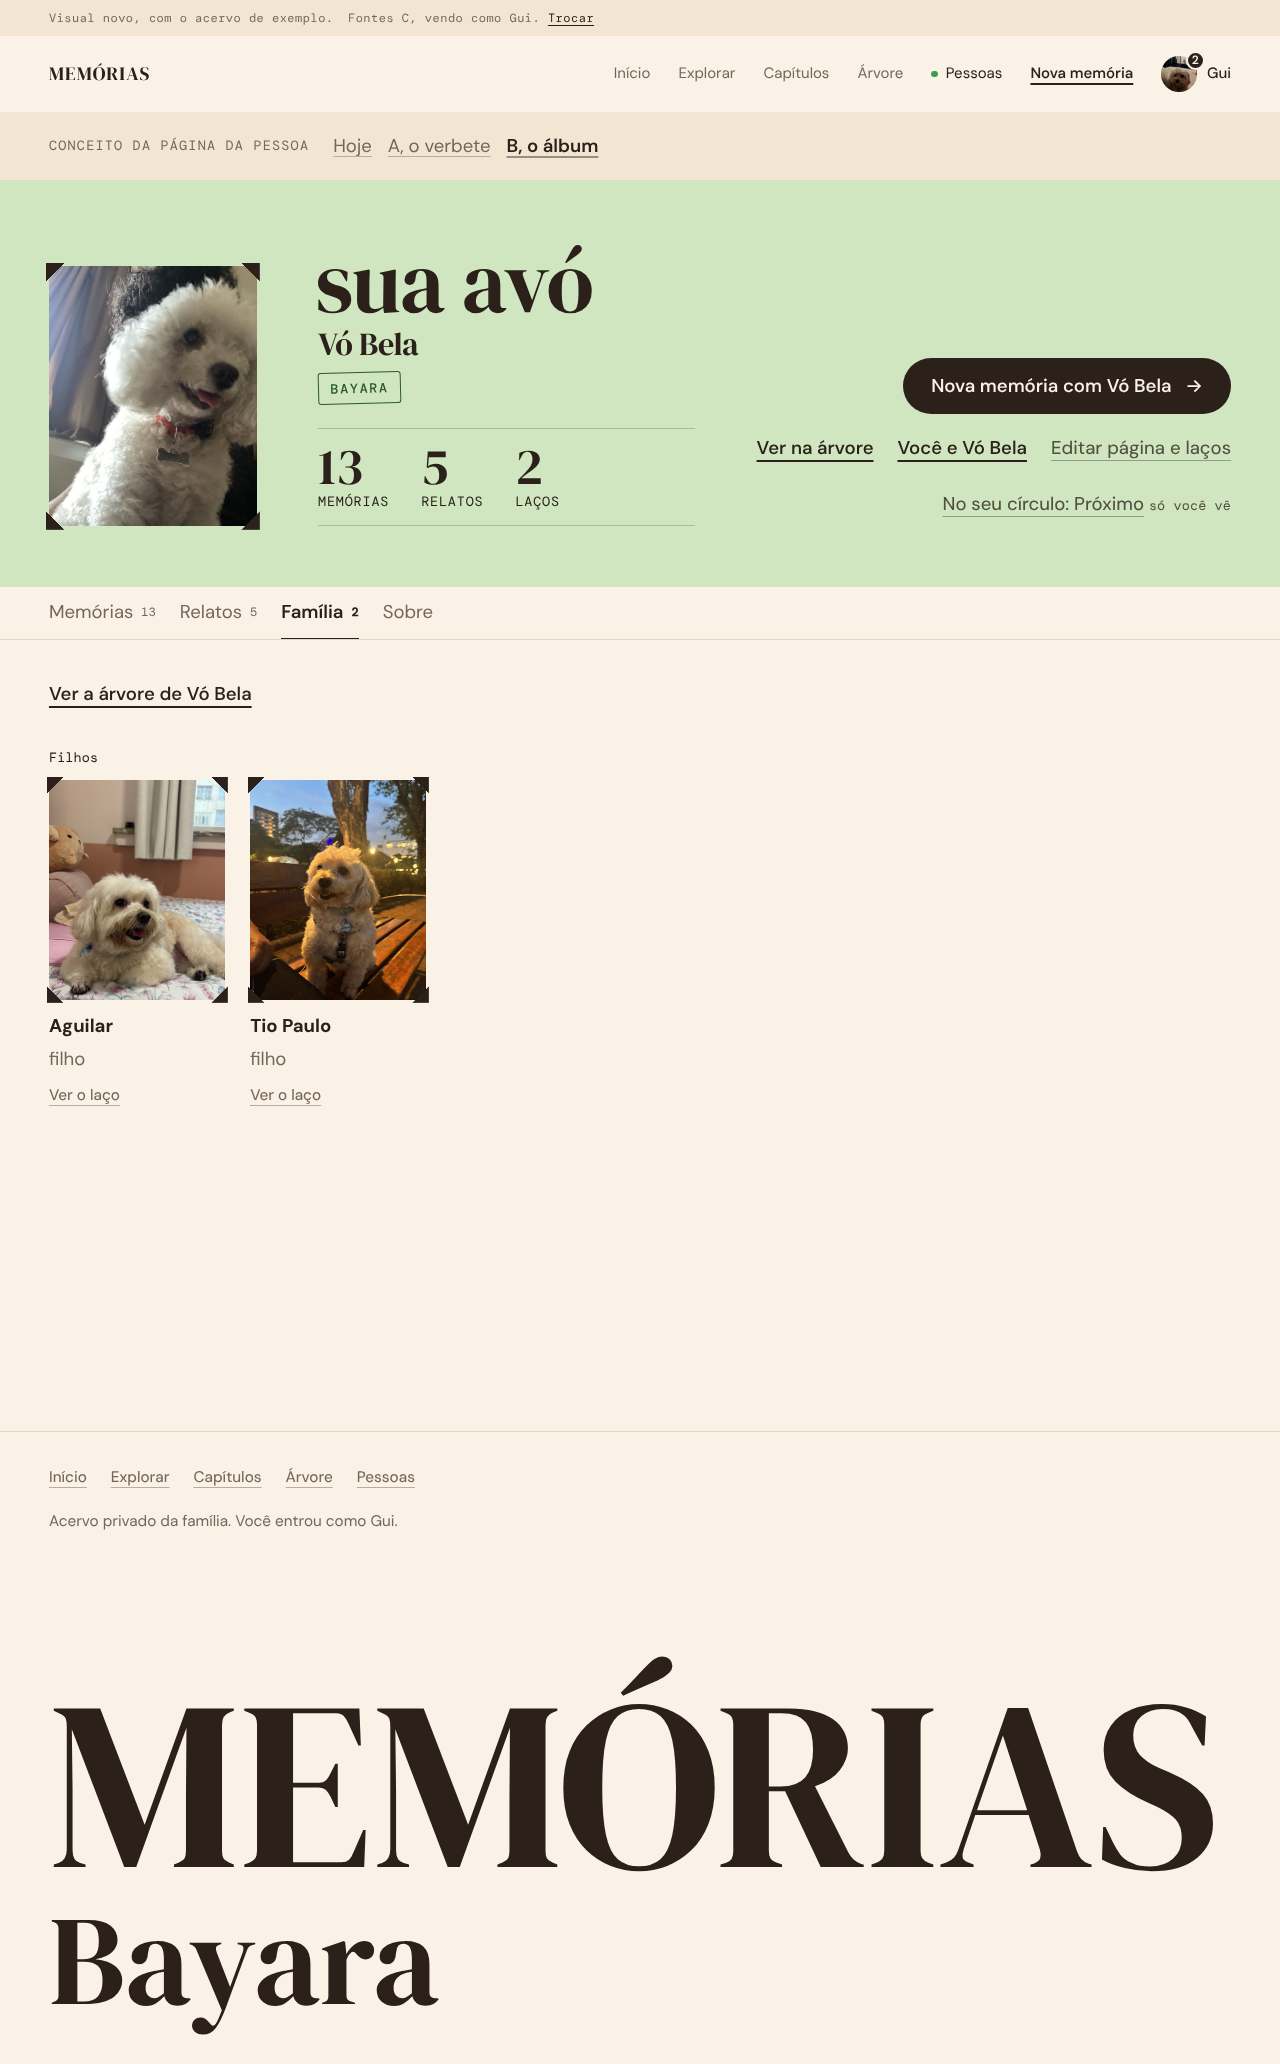 Visual novo, com o acervo de exemplo. Fontes C, vendo como Gui. Trocar
MEMÓRIAS
Início Explorar Capítulos Árvore Pessoas Nova memória 2 Gui
CONCEITO DA PÁGINA DA PESSOA Hoje A, o verbete B, o álbum
sua avó
Vó Bela
BAYARA
13 5 2
MEMÓRIAS RELATOS LAÇOS
Nova memória com Vó Bela →
Ver na árvore Você e Vó Bela Editar página e laços
No seu círculo: Próximo só você vê
Memórias 13 Relatos 5 Família 2 Sobre
Ver a árvore de Vó Bela
Filhos
Aguilar Tio Paulo
filho filho
Ver o laço Ver o laço
Início Explorar Capítulos Árvore Pessoas
Acervo privado da família. Você entrou como Gui.
MEMÓRIAS
Bayara